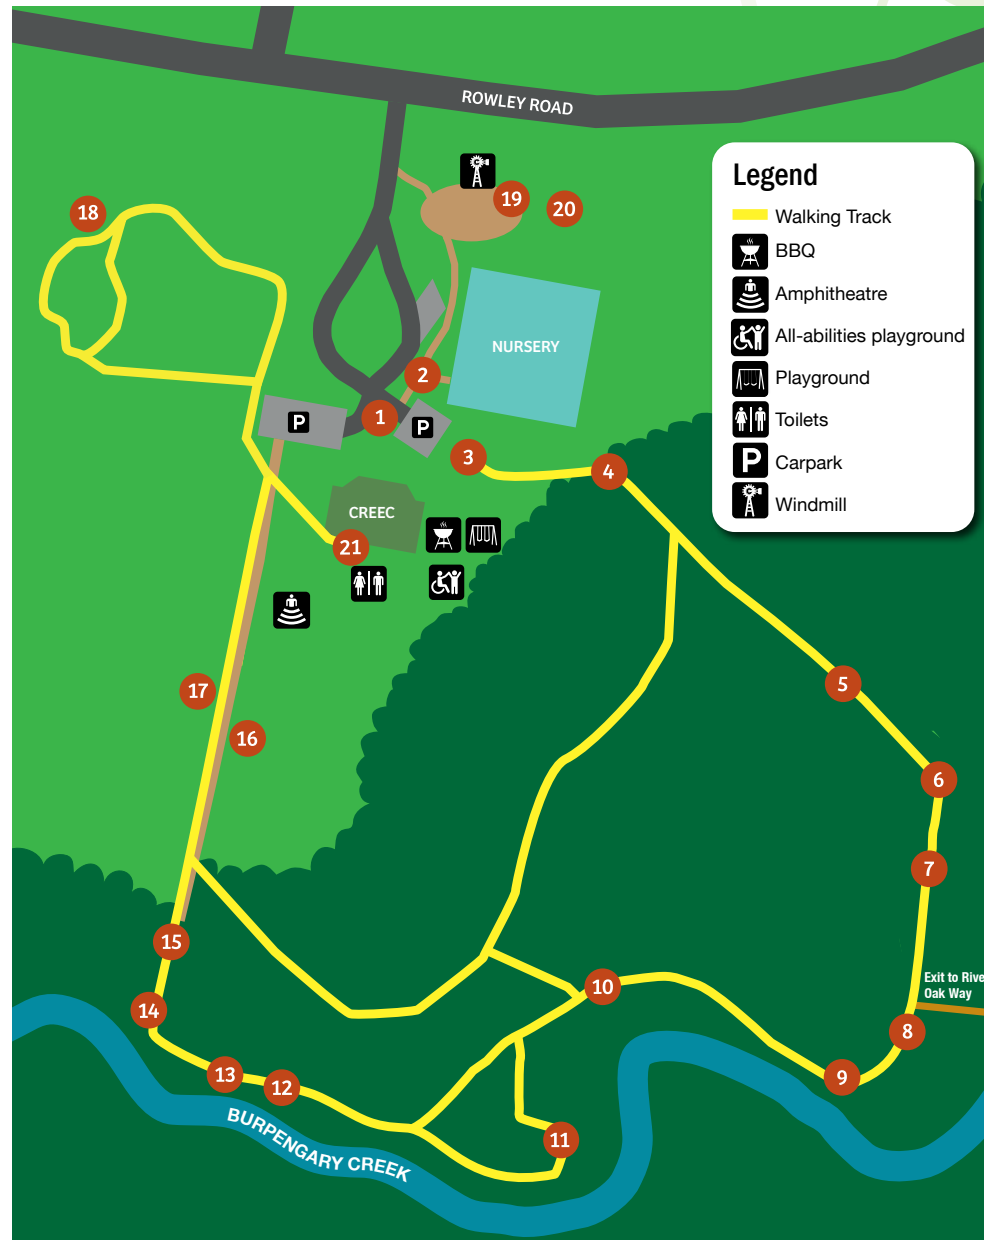 ROWLEY ROAD
Legend
Walking Track
BBQ
Amphitheatre
All-abilities playground
Playground
Toilets
P Carpark
Windmill
18
19
20
NURSERY
2
1
P
P
3
4
CREEC
21
5
17
16
6
7
15
10
Exit to Rive
Oak Way
14
8
13
12
9
11
BURPENGARY CREEK